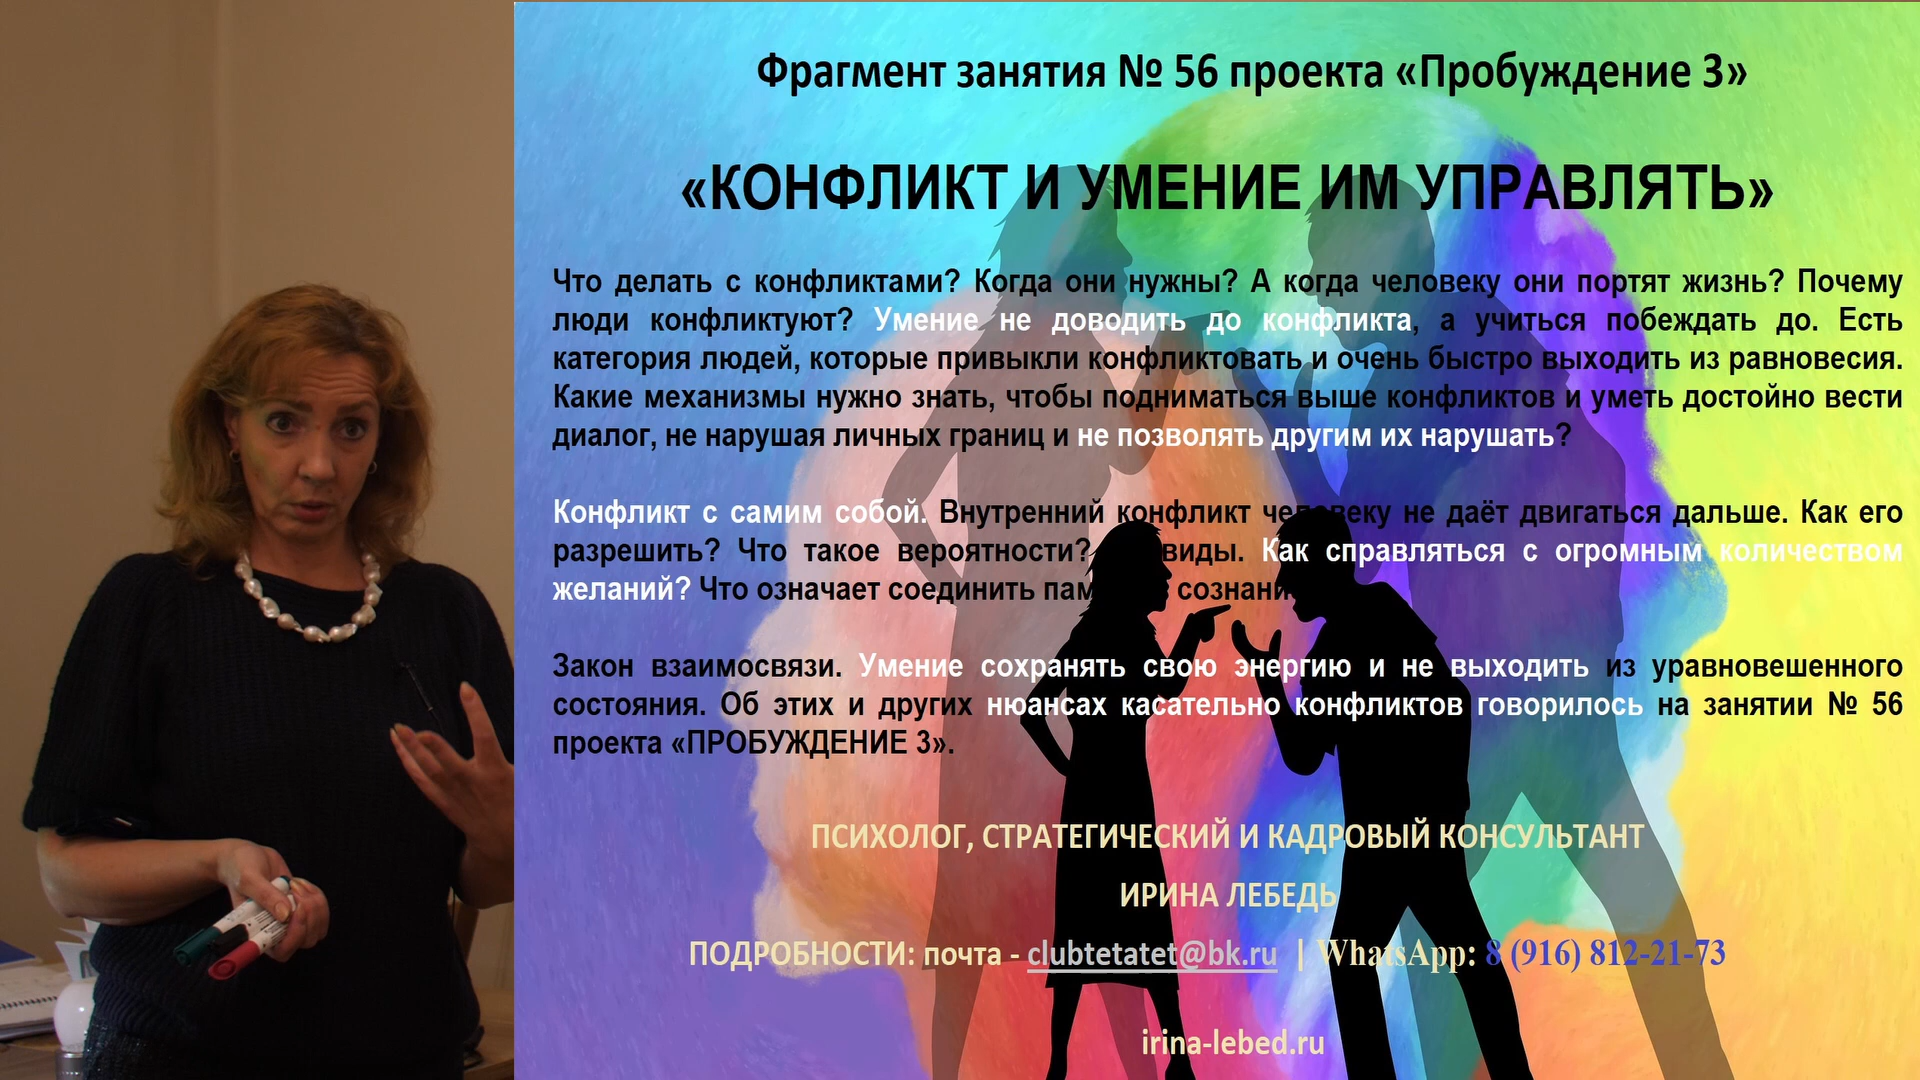 Фрагмент занятия № 56 проекта «Пробуждение 3»
«КОНФЛИКТ И УМЕНИЕ ИМ УПРАВЛЯТЬ»
Что делать с конфликтами? Когда они нужны? А когда человеку они портят жизнь? Почему
люди конфликтуют? Умение не доводить до конфликта, а учиться побеждать до. Есть
категория людей, которые привыкли конфликтовать и очень быстро выходить из равновесия.
Какие механизмы нужно знать, чтобы подниматься выше конфликтов и уметь достойно вести
диалог, не нарушая личных границ и не позволять другим их нарушать?
Конфликт с самим собой. Внутренний конфликт человеку не даёт двигаться дальше. Как его
разрешить? Что такое вероятности? виды. Как справляться с огромным количеством
желаний? Что означает соединить
Закон взаимосвязи. Умение сохранять свою энергию и не выходить из уравновешенного
состояния. Об этих и других нюансах касательно конфликтов говорилось на занятии № 56
проекта «ПРОБУЖДЕНИЕ 3».
ПСИХОЛОГ, СТРАТЕГИЧЕСКИЙ И КАДРОВЫЙ КОНСУЛЬТАНТ
ИРИНА ЛЕБЕДЬ
ПОДРОБНОСТИ: почта - clubtetatet@bk.ru | WhatsApp: 8 (916) 812-21-73
irina-lebed.ru